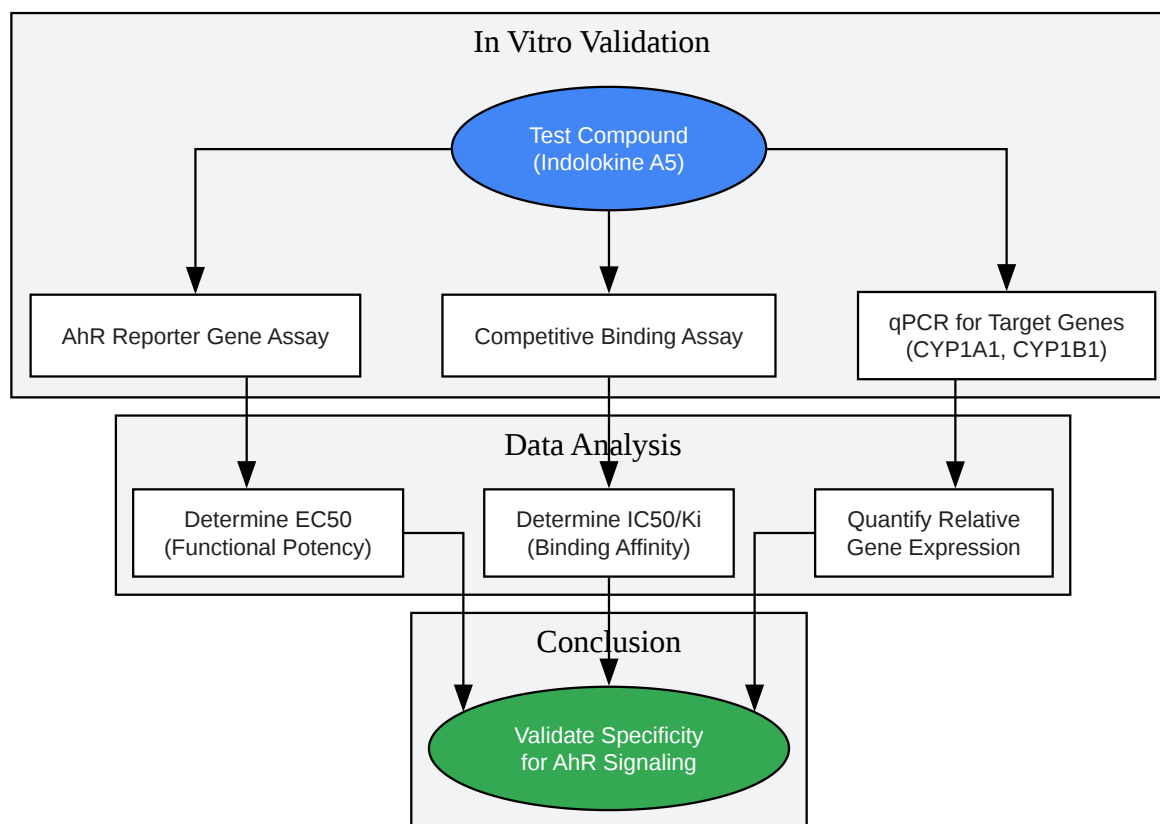 In Vitro Validation
Test Compound
(Indolokine A5)
AhR Reporter Gene Assay
Competitive Binding Assay
qPCR for Target Genes
(CYP1A1, CYP1B1)
Data Analysis
Determine EC50
(Functional Potency)
Determine IC50/Ki
(Binding Affinity)
Quantify Relative
Gene Expression
Conclusion
Validate Specificity
for AhR Signaling